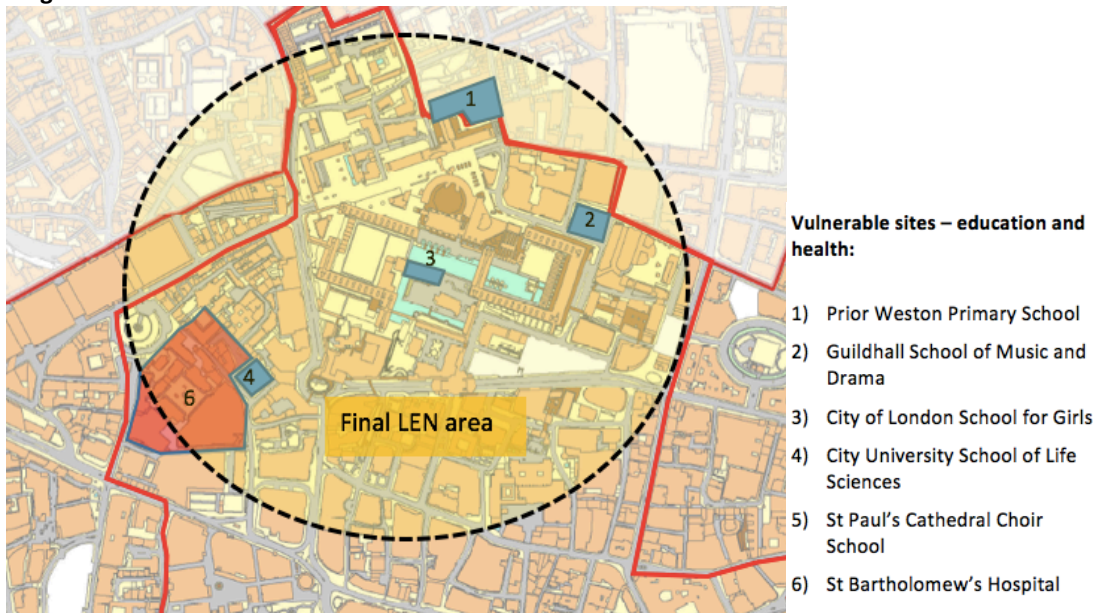 1
2
3
4
6
Final LEN area
Vulnerable sites – education and
health:
1) Prior Weston Primary School
2) Guildhall School of Music and
Drama
3) City of London School for Girls
4) City University School of Life
Sciences
5) St Paul's Cathedral Choir
School
6) St Bartholomew's Hospital